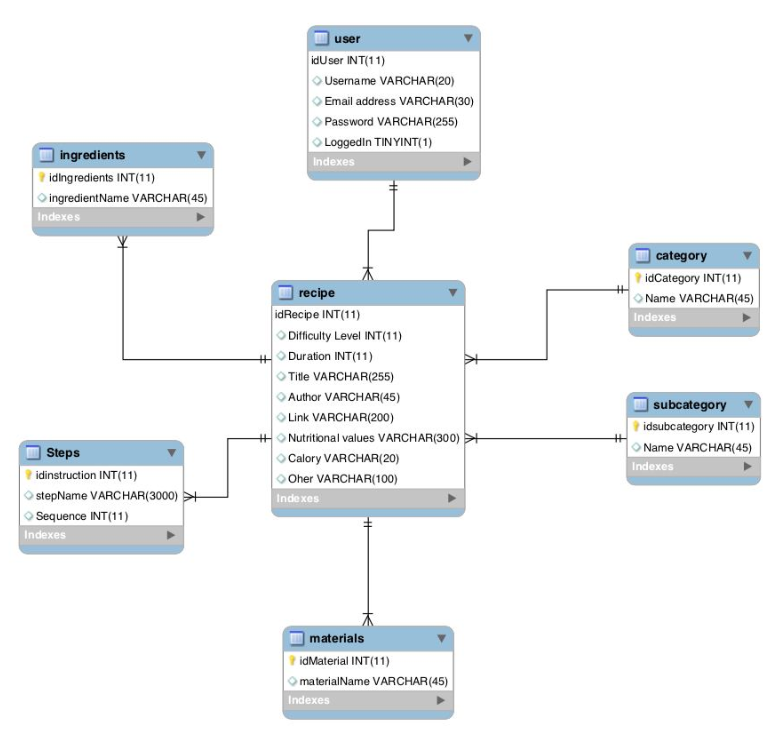 user
idUser INT(11)
Username VARCHAR(20)
Email address VARCHAR(30)
Password VARCHAR(255)
LoggedIn TINYINT(1)
Indexes
ingredients
idIngredients INT(11)
ingredientName VARCHAR(45)
Indexes
category
idCategory INT(11)
Name VARCHAR(45)
Indexes
recipe
idRecipe INT(11)
Difficulty Level INT(11)
Duration INT(11)
Title VARCHAR(255)
Author VARCHAR(45)
Link VARCHAR(200)
Nutritional values VARCHAR(300)
Calory VARCHAR(20)
Oher VARCHAR(100)
Indexes
subcategory
idsubcategory INT(11)
Name VARCHAR(45)
Indexes
Steps
idinstruction INT(11)
stepName VARCHAR(3000)
Sequence INT(11)
Indexes
materials
idMaterial INT(11)
materialName VARCHAR(45)
Indexes